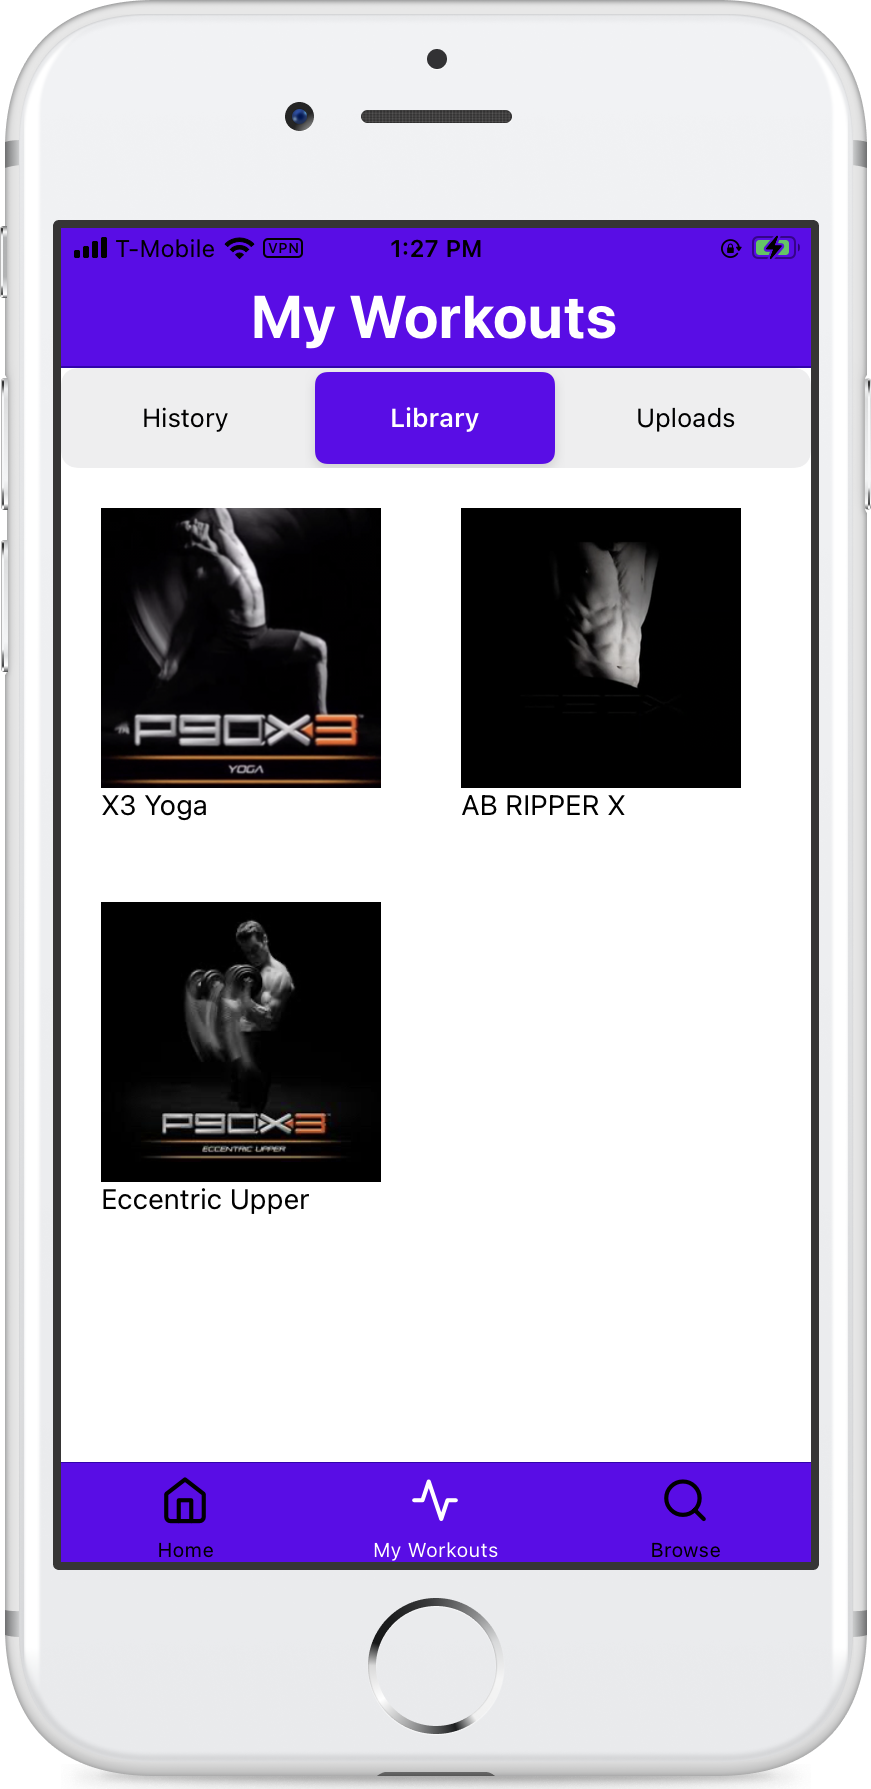 T-Mobile VPN 1:27 PM
My Workouts
History Library Uploads
P90X3™
YOGA
X3 Yoga
AB RIPPER X
P90X3
ECCENTRIC UPPER
Eccentric Upper
Home My Workouts Browse